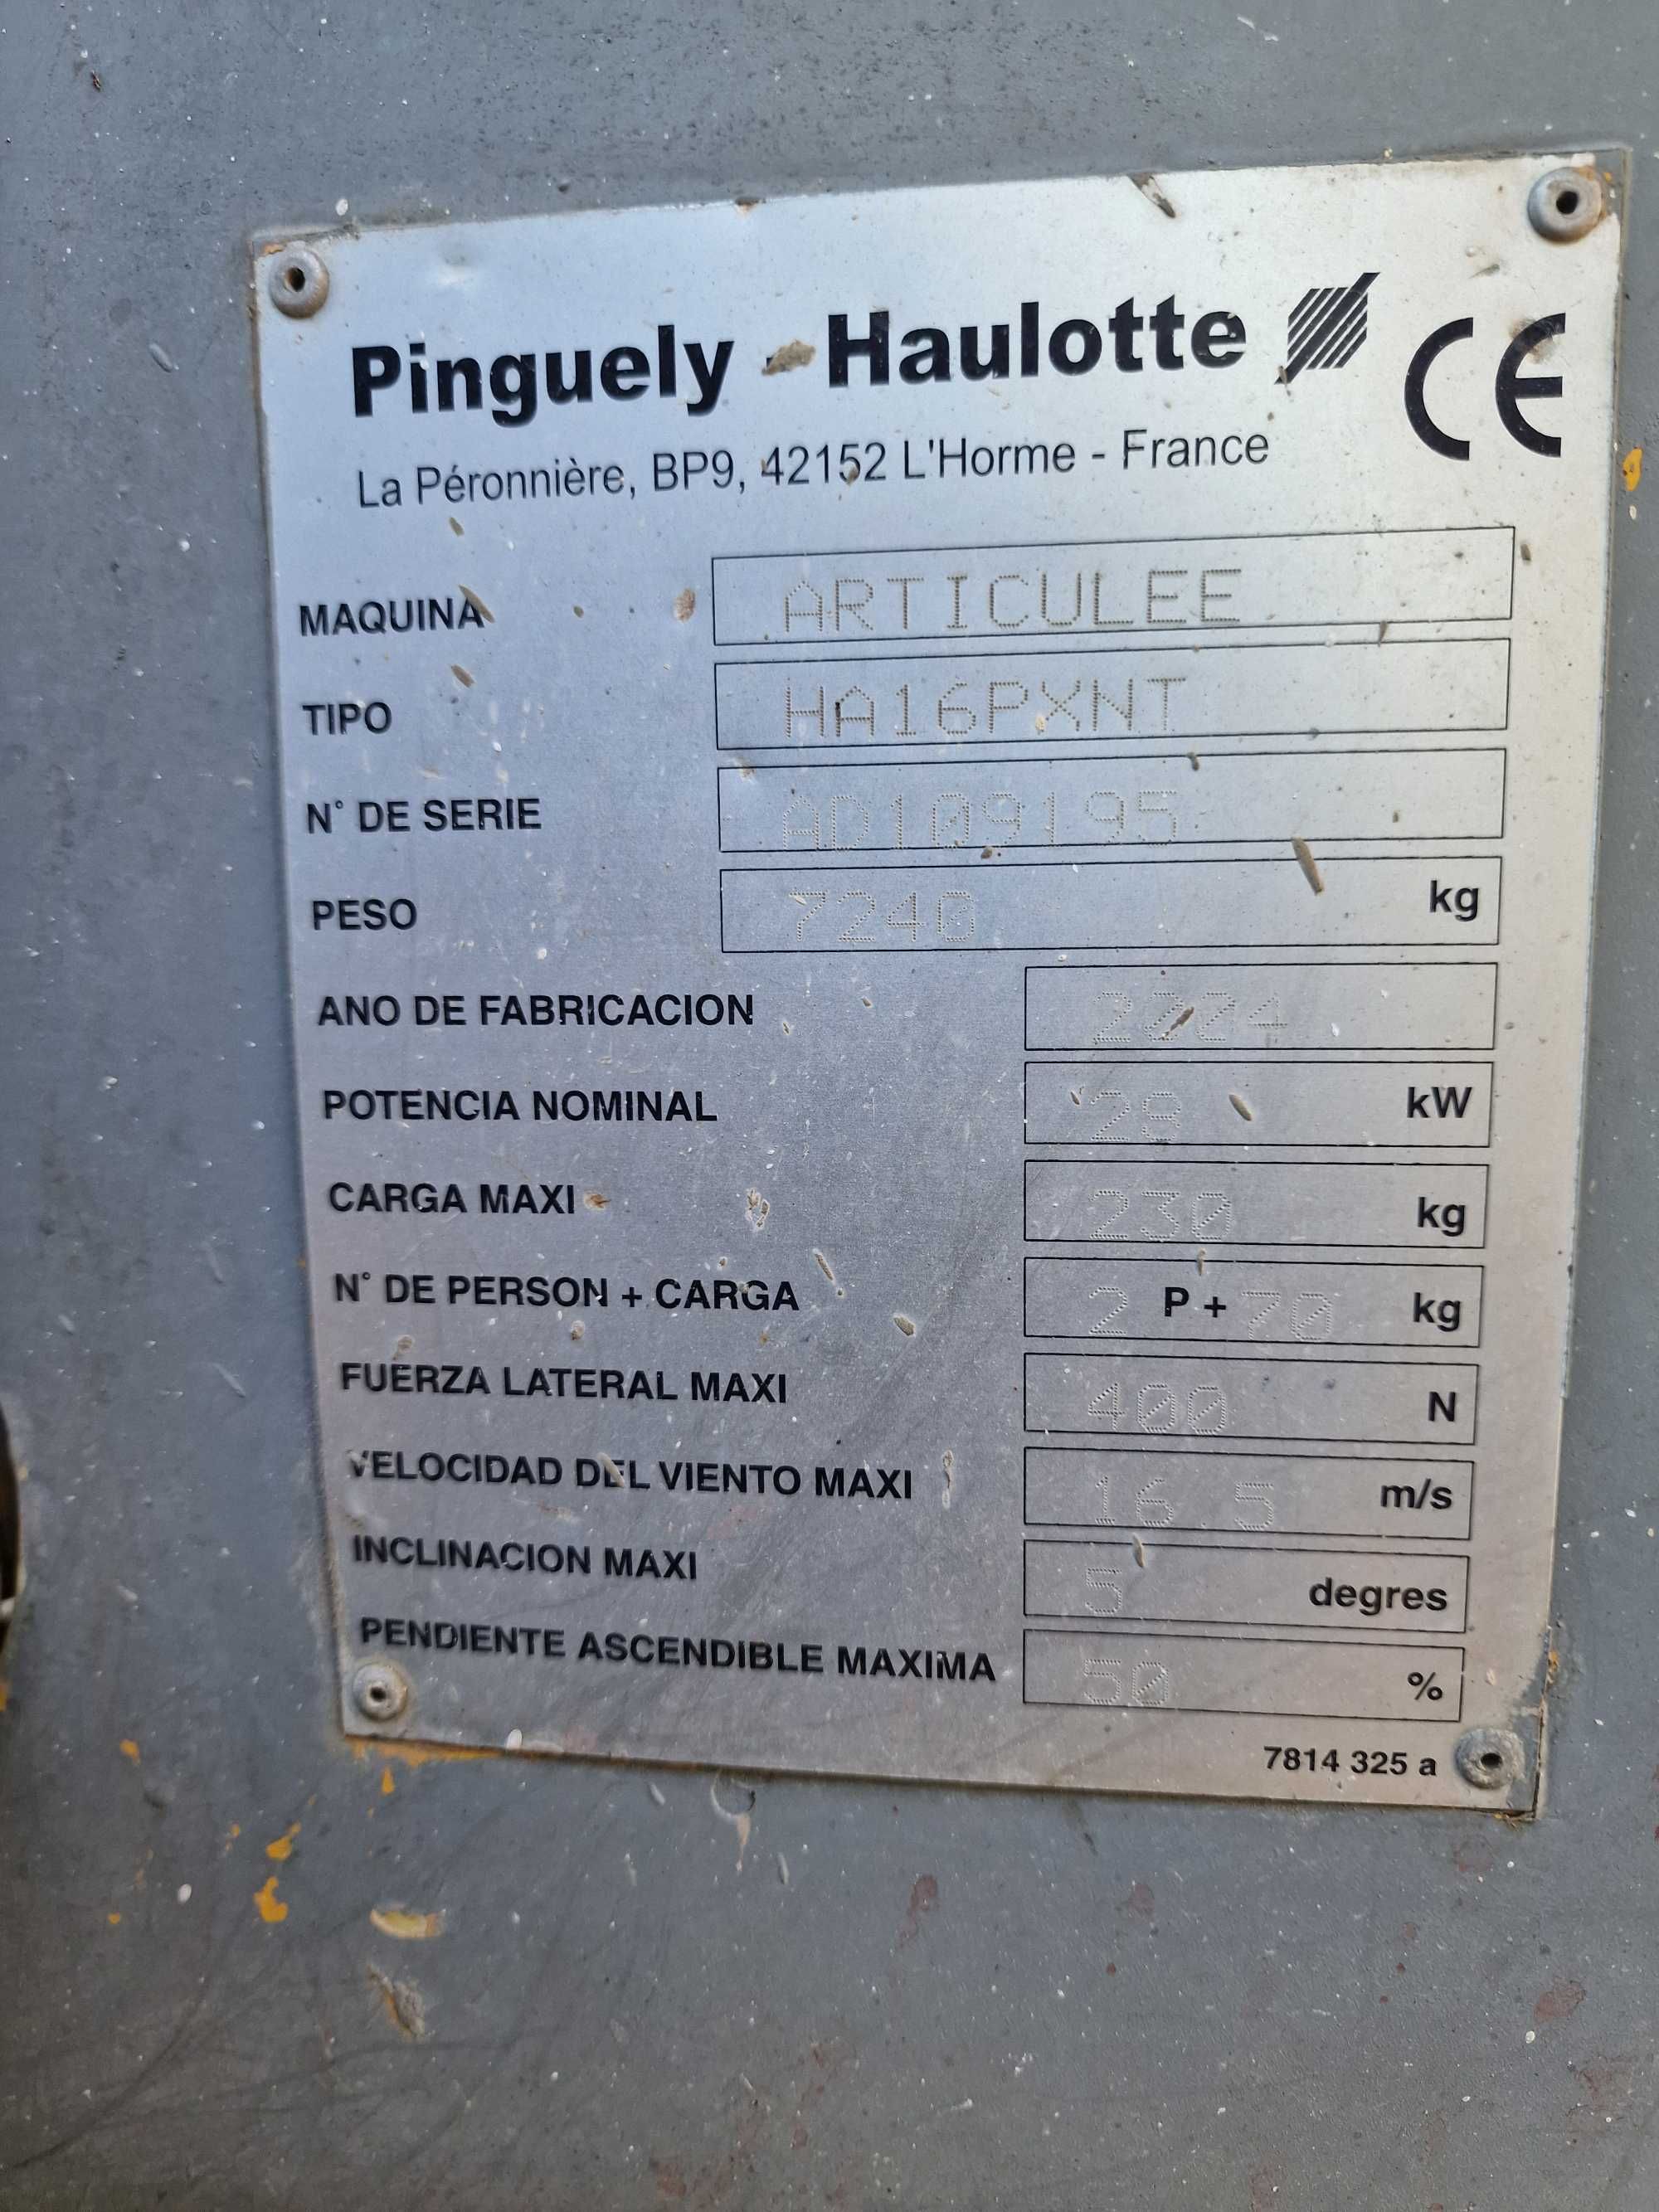 Pinguely - Haulotte CE
La Péronnière, BP9, 42152 L'Horme - France
MAQUINA ARTICULEE
TIPO HA16PXNT
N° DE SERIE AD109195
PESO 7240 kg
ANO DE FABRICACION 2004
POTENCIA NOMINAL 28 kW
CARGA MAXI 230 kg
N° DE PERSON + CARGA 2 P + 70 kg
FUERZA LATERAL MAXI 400 N
VELOCIDAD DEL VIENTO MAXI 16.5 m/s
INCLINACION MAXI 5 degres
PENDIENTE ASCENDIBLE MAXIMA 50 %
7814 325 a